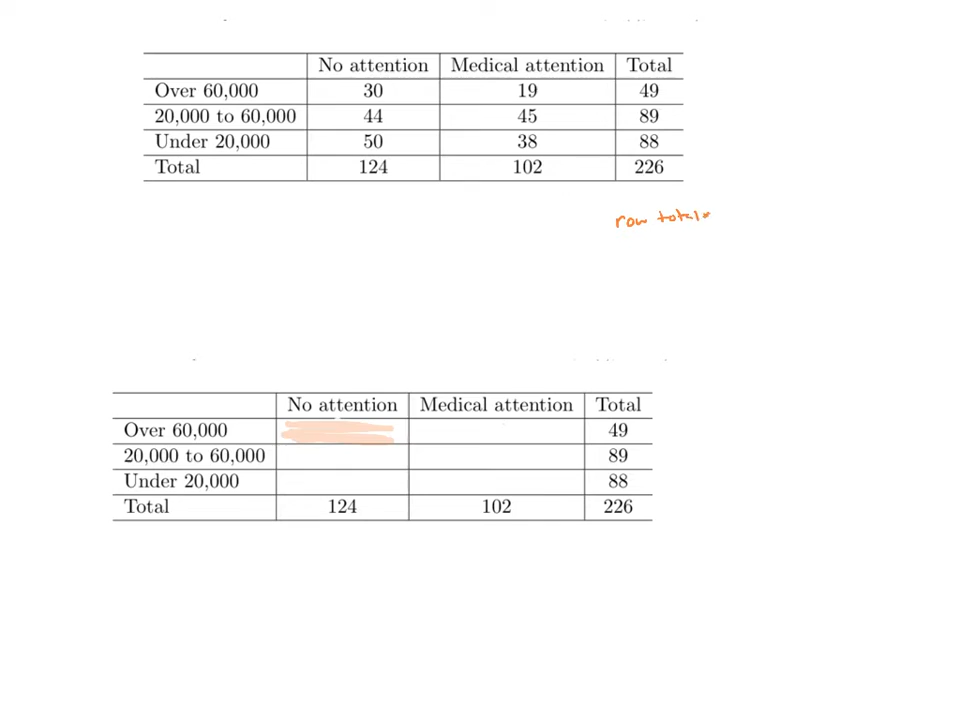 No attention Medical attention Total
Over 60,000 30 19 49
20,000 to 60,000 44 45 89
Under 20,000 50 38 88
Total 124 102 226
row total
No attention Medical attention Total
Over 60,000 49
20,000 to 60,000 89
Under 20,000 88
Total 124 102 226